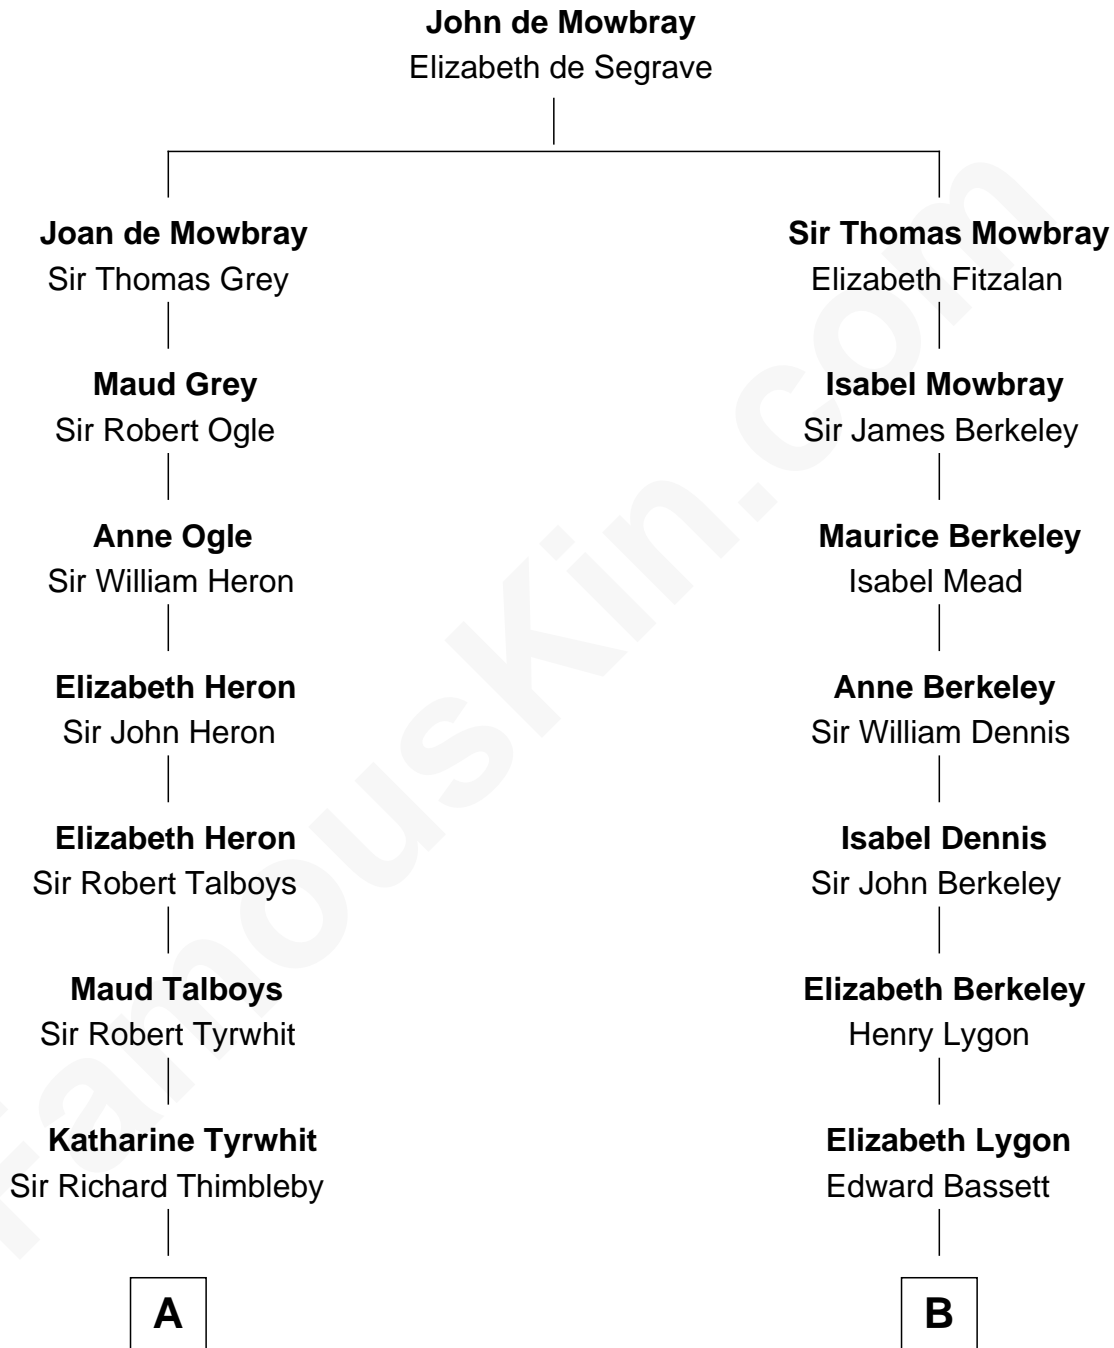 John de Mowbray
Elizabeth de Segrave
Joan de Mowbray
Sir Thomas Grey
Sir Thomas Mowbray
Elizabeth Fitzalan
Maud Grey
Sir Robert Ogle
Isabel Mowbray
Sir James Berkeley
Anne Ogle
Sir William Heron
Maurice Berkeley
Isabel Mead
Elizabeth Heron
Sir John Heron
Anne Berkeley
Sir William Dennis
Elizabeth Heron
Sir Robert Talboys
Isabel Dennis
Sir John Berkeley
Maud Talboys
Sir Robert Tyrwhit
Elizabeth Berkeley
Henry Lygon
Katharine Tyrwhit
Sir Richard Thimbleby
Elizabeth Lygon
Edward Bassett
A
B
FamousKin.com